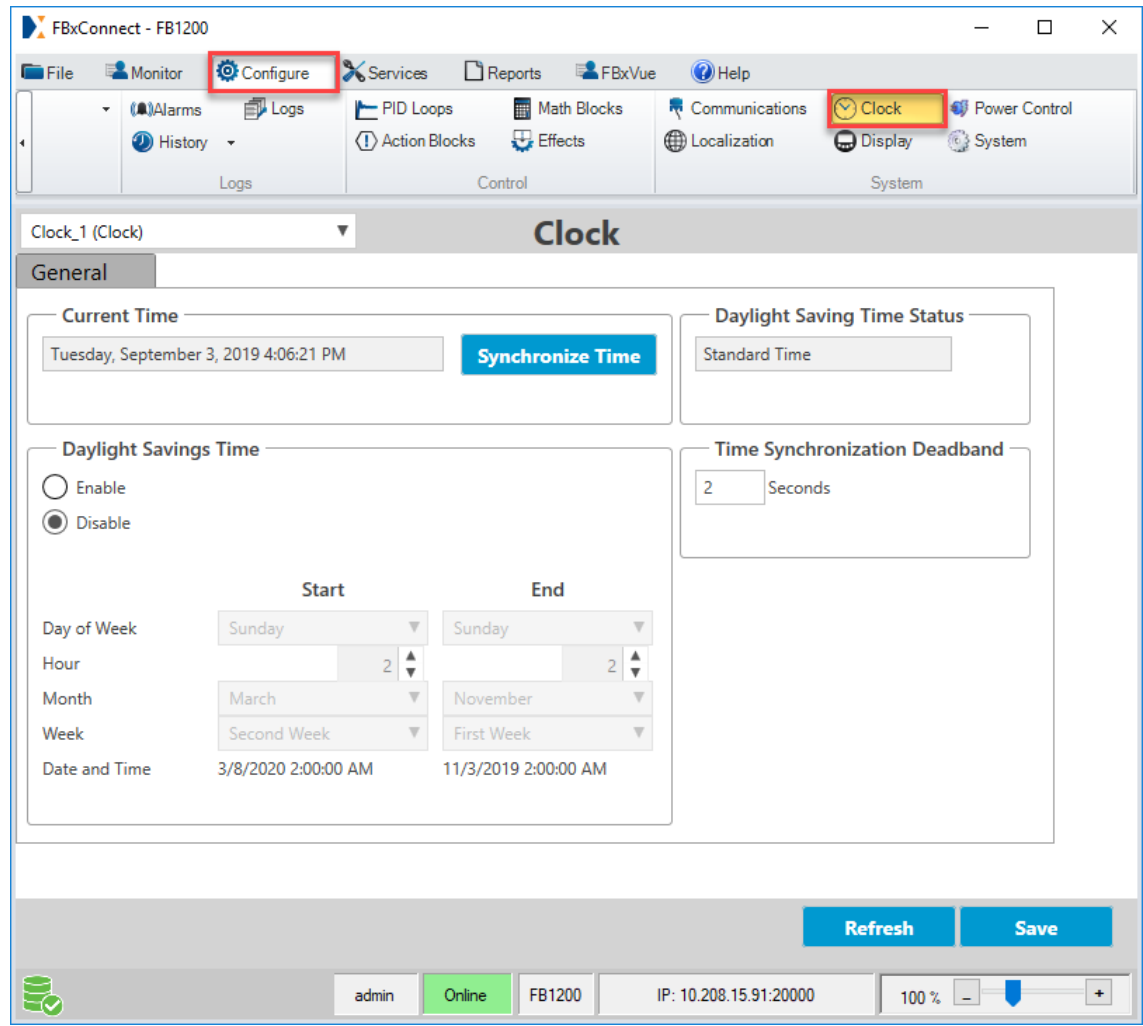 FBxConnect - FB1200
File Monitor Configure Services Reports FBxVue Help
Alarms Logs PID Loops Math Blocks Communications Clock Power Control
History Action Blocks Effects Localization Display System
Logs Control System
Clock_1 (Clock) Clock
General
Current Time Daylight Saving Time Status
Tuesday, September 3, 2019 4:06:21 PM Synchronize Time Standard Time
Daylight Savings Time Time Synchronization Deadband
Enable 2 Seconds
Disable
Start End
Day of Week Sunday Sunday
Hour 2 2
Month March November
Week Second Week First Week
Date and Time 3/8/2020 2:00:00 AM 11/3/2019 2:00:00 AM
Refresh Save
admin Online FB1200 IP: 10.208.15.91:20000 100 % - +